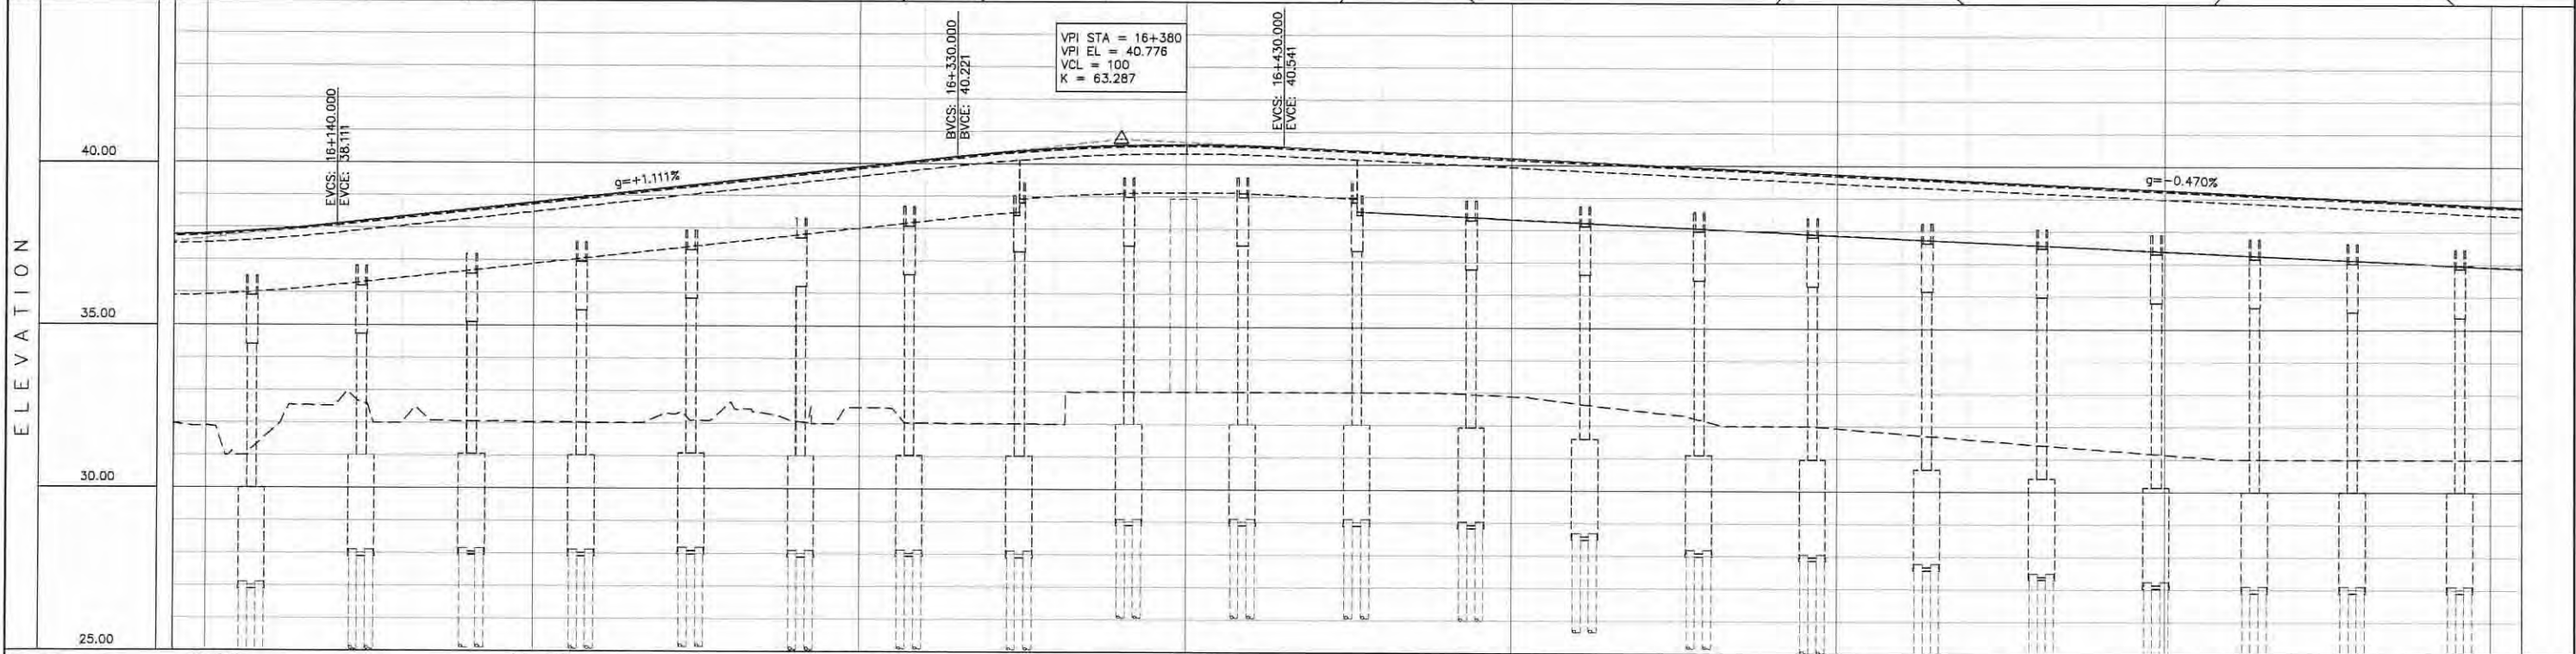 EVCS: 16+140.000
EVCE: 38.111
BVCS: 16+330.000
BVCE: 40.221
VPI STA = 16+380
VPI EL = 40.776
VCL = 100
K = 63.287
EVCS: 16+430.000
EVCE: 40.541
40.00
g=+1.111%
g=-0.470%
35.00
ELEVATION
30.00
25.00